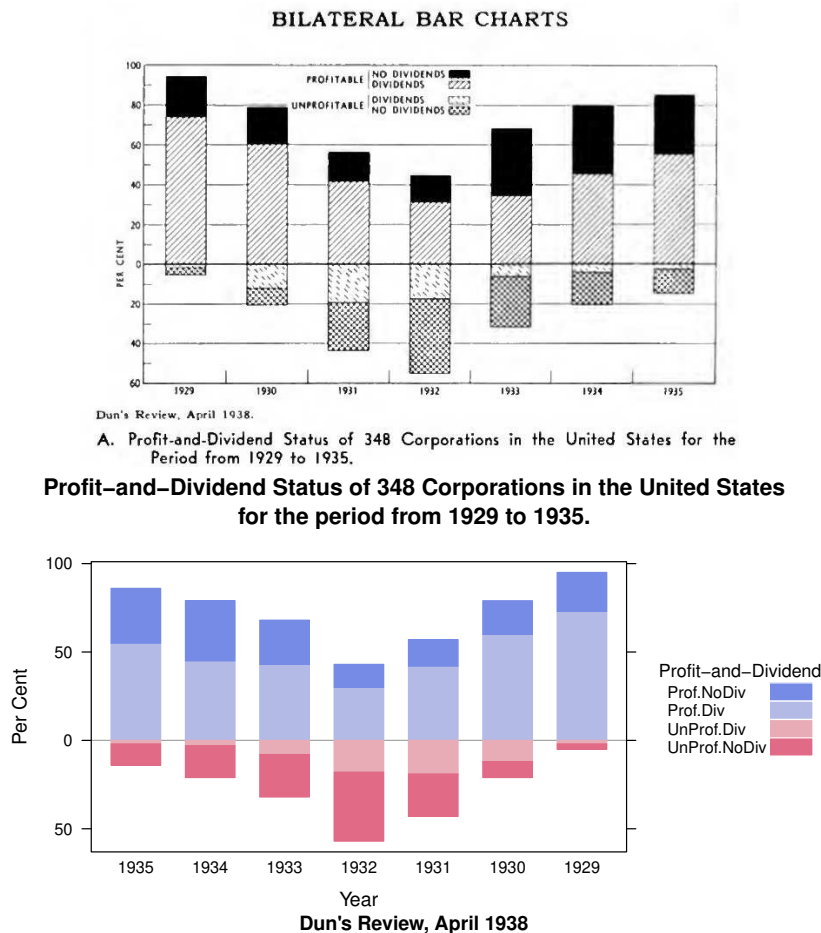 BILATERAL BAR CHARTS
100
80
60
40
20
0
20
40
60
PER CENT
PROFITABLE
NO DIVIDENDS
DIVIDENDS
UNPROFITABLE
DIVIDENDS
NO DIVIDENDS
1929 1930 1931 1932 1933 1934 1935
Dun's Review, April 1938.
A. Profit-and-Dividend Status of 348 Corporations in the United States for the
Period from 1929 to 1935.
Profit−and−Dividend Status of 348 Corporations in the United States
for the period from 1929 to 1935.
100
50
0
50
Per Cent
1935 1934 1933 1932 1931 1930 1929
Year
Profit−and−Dividend
Prof.NoDiv
Prof.Div
UnProf.Div
UnProf.NoDiv
Dun's Review, April 1938